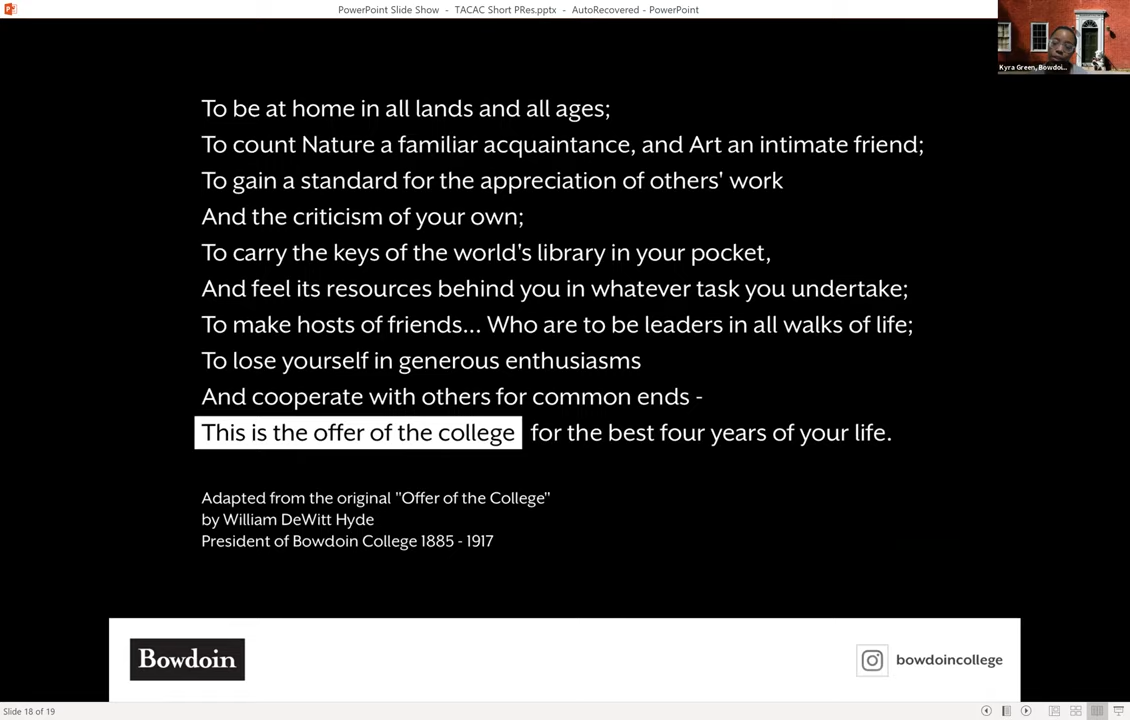 PowerPoint Slide Show - TACAC Short PRes.pptx - AutoRecovered - PowerPoint
Kyra Green, Bowdoi...
To be at home in all lands and all ages;
To count Nature a familiar acquaintance, and Art an intimate friend;
To gain a standard for the appreciation of others' work
And the criticism of your own;
To carry the keys of the world's library in your pocket,
And feel its resources behind you in whatever task you undertake;
To make hosts of friends... Who are to be leaders in all walks of life;
To lose yourself in generous enthusiasms
And cooperate with others for common ends -
This is the offer of the college for the best four years of your life.
Adapted from the original "Offer of the College"
by William DeWitt Hyde
President of Bowdoin College 1885 - 1917
Bowdoin
bowdoincollege
Slide 18 of 19